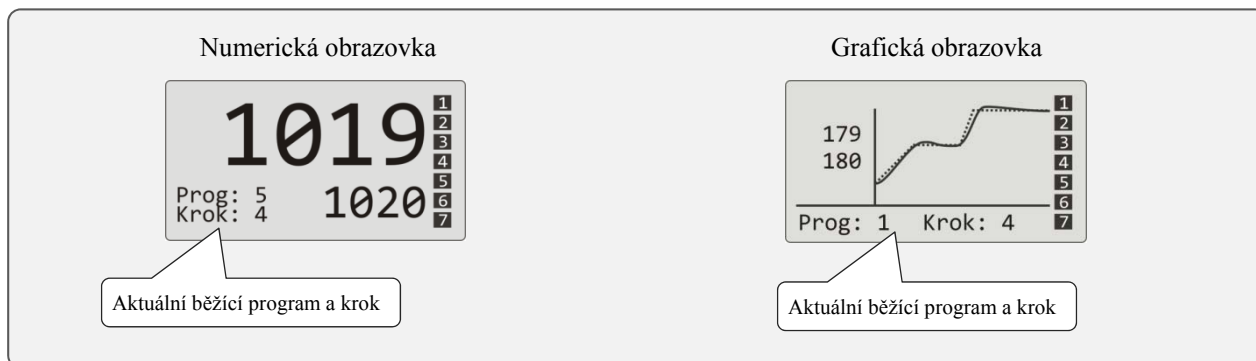 Numerická obrazovka
1019
Prog: 5
Krok: 4
1020
1
2
3
4
5
6
7
Aktuální běžící program a krok
Grafická obrazovka
179
180
Prog: 1 Krok: 4
1
2
3
4
5
6
7
Aktuální běžící program a krok